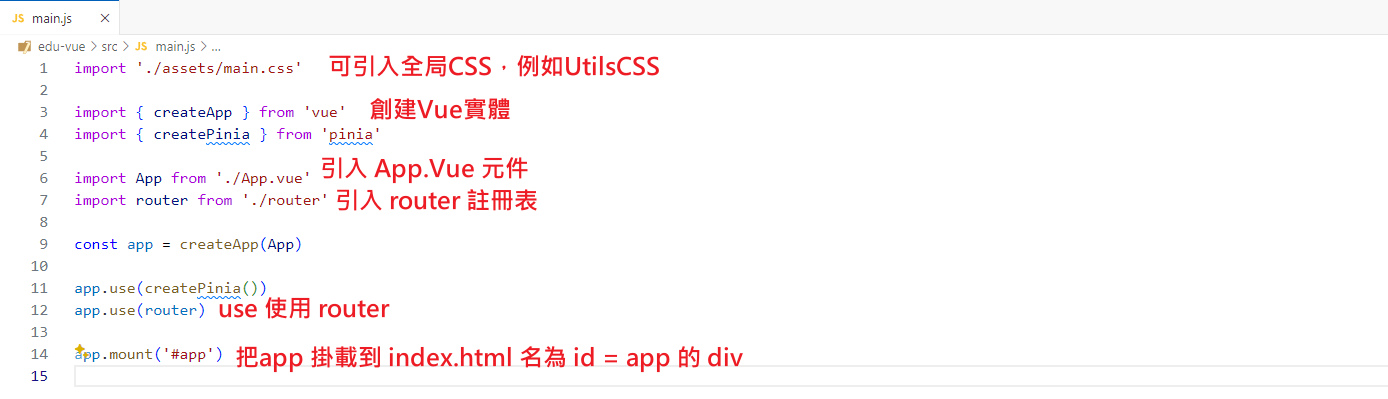 JS main.js ×
edu-vue > src > JS main.js > ...
1 import './assets/main.css' 可引入全局CSS，例如UtilsCSS
2
3 import { createApp } from 'vue' 創建Vue實體
4 import { createPinia } from 'pinia'
5
6 import App from './App.vue' 引入 App.Vue 元件
7 import router from './router' 引入 router 註冊表
8
9 const app = createApp(App)
10
11 app.use(createPinia())
12 app.use(router) use 使用 router
13
14 app.mount('#app') 把app 掛載到 index.html 名為 id = app 的 div
15